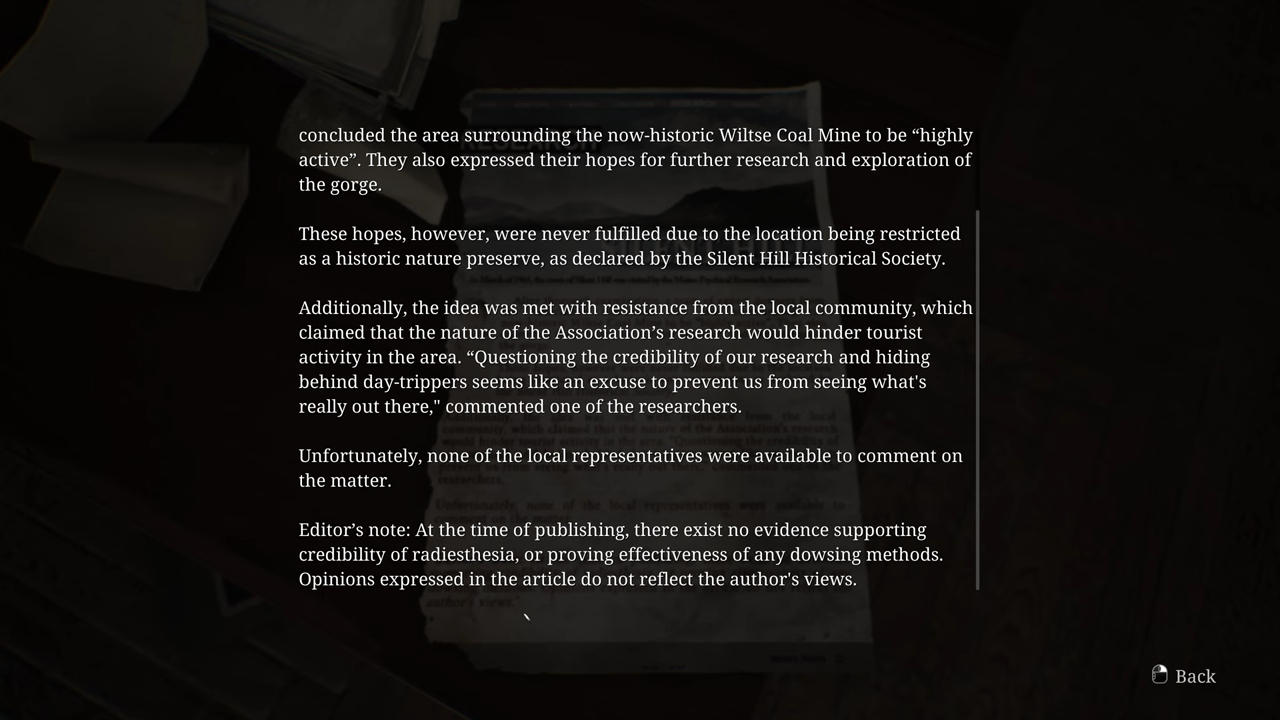 concluded the area surrounding the now-historic Wiltse Coal Mine to be “highly
active”. They also expressed their hopes for further research and exploration of
the gorge.
These hopes, however, were never fulfilled due to the location being restricted
as a historic nature preserve, as declared by the Silent Hill Historical Society.
Additionally, the idea was met with resistance from the local community, which
claimed that the nature of the Association’s research would hinder tourist
activity in the area. “Questioning the credibility of our research and hiding
behind day-trippers seems like an excuse to prevent us from seeing what's
really out there," commented one of the researchers.
Unfortunately, none of the local representatives were available to comment on
the matter.
Editor’s note: At the time of publishing, there exist no evidence supporting
credibility of radiesthesia, or proving effectiveness of any dowsing methods.
Opinions expressed in the article do not reflect the author's views.
Back